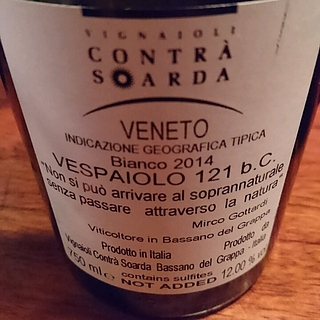 VIGNAIOLI
CONTRÀ
SOARDA
VENETO
INDICAZIONE GEOGRAFICA TIPICA
Bianco 2014
VESPAIOLO 121 b.C.
"Non si può arrivare al soprannaturale
senza passare attraverso la natura"
Mirco Gottardi
Viticoltore in Bassano del Grappa
Prodotto in Italia Prodotto da
Vignaioli Contrà Soarda Bassano del Grappa - Italia
750 ml e contains sulfites 12.00 % vol
NOT ADDED